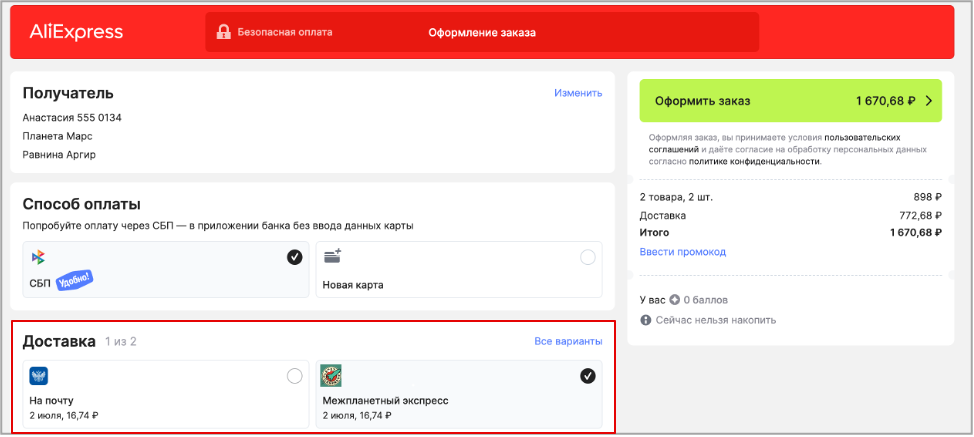 AliExpress
Безопасная оплата
Оформление заказа
Получатель
Изменить
Анастасия 555 0134
Планета Марс
Равнина Аргир
Способ оплаты
Попробуйте оплату через СБП — в приложении банка без ввода данных карты
СБП Удобно!
Новая карта
Доставка 1 из 2
Все варианты
На почту
2 июля, 16,74 ₽
Межпланетный экспресс
2 июля, 16,74 ₽
Оформить заказ 1 670,68 ₽
Оформляя заказ, вы принимаете условия пользовательских
соглашений и даёте согласие на обработку персональных данных
согласно политике конфиденциальности.
2 товара, 2 шт. 898 ₽
Доставка 772,68 ₽
Итого 1 670,68 ₽
Ввести промокод
У вас 0 баллов
Сейчас нельзя накопить